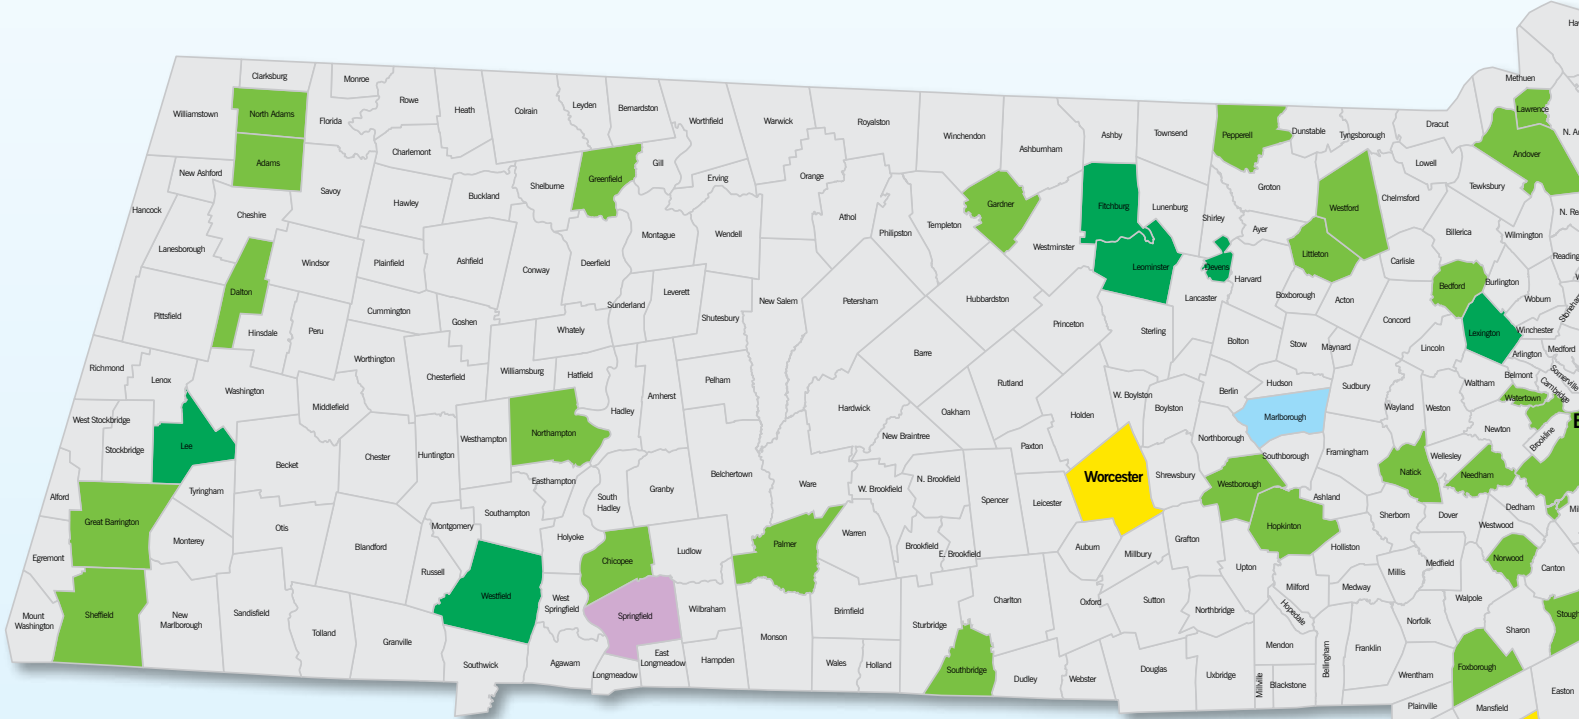 Ha
Methuen
Clarksburg
Monroe
Rowe
Heath
Colrain
Leyden
Bernardston
Williamstown
North Adams
Florida
Worthfield
Warwick
Royalston
Winchendon
Ashburnham
Ashby
Townsend
Pepperell
Dunstable
Tyngsborough
Dracut
Lawrence
N. A
Charlemont
Gill
Erving
Orange
Adams
New Ashford
Savoy
Hawley
Buckland
Shelburne
Greenfield
Andover
Lowell
Tewksbury
Groton
Westford
Chelmsford
Hancock
Cheshire
Montague
Wendell
Athol
Philipston
Templeton
Gardner
Westminster
Fitchburg
Lunenburg
Shirley
Ayer
N. Re
Billerica
Wilmington
Lanesborough
Windsor
Plainfield
Ashfield
Conway
Deerfield
Leominster
Devens
Harvard
Littleton
Carlisle
Reading
Dalton
Pittsfield
Hinsdale
Peru
Cummington
Goshen
Whately
Sunderland
Leverett
Shutesbury
New Salem
Petersham
Hubbardston
Princeton
Sterling
Lancaster
Boxborough
Acton
Bedford
Burlington
Woburn
Stoneham
Concord
Lexington
Winchester
Bolton
Stow
Maynard
Lincoln
Arlington
Medford
Richmond
Lenox
Washington
Worthington
Chesterfield
Williamsburg
Hatfield
Pelham
Barre
Rutland
Belmont
Somerville
Cambridge
Middlefield
Hadley
Amherst
Hardwick
Oakham
Holden
W. Boylston
Boylston
Berlin
Hudson
Marlborough
Sudbury
Wayland
Weston
Waltham
Watertown
Newton
Brookline
B
West Stockbridge
Stockbridge
Lee
Becket
Chester
Huntington
Westhampton
Northampton
New Braintree
Paxton
Northborough
Southborough
Framingham
Wellesley
Natick
Needham
Alford
Tyringham
Easthampton
South
Hadley
Granby
Belchertown
Ware
W. Brookfield
N. Brookfield
Spencer
Leicester
Worcester
Shrewsbury
Westborough
Ashland
Dedham
Mil
Great Barrington
Monterey
Otis
Blandford
Montgomery
Southampton
Holyoke
Chicopee
Ludlow
Palmer
Warren
Brookfield
E. Brookfield
Auburn
Millbury
Grafton
Hopkinton
Holliston
Sherborn
Dover
Westwood
Norwood
Canton
Egremont
Russell
Westfield
West
Springfield
Springfield
Wilbraham
Brimfield
Sturbridge
Charlton
Oxford
Sutton
Northbridge
Upton
Milford
Hopedale
Medway
Millis
Medfield
Walpole
Norfolk
Sharon
Stough
Mount
Washington
Sheffield
New
Marlborough
Sandisfield
Tolland
Granville
Southwick
Agawam
Longmeadow
East
Longmeadow
Hampden
Monson
Wales
Holland
Southbridge
Dudley
Webster
Douglas
Uxbridge
Millville
Blackstone
Mendon
Bellingham
Franklin
Wrentham
Plainville
Foxborough
Mansfield
Easton